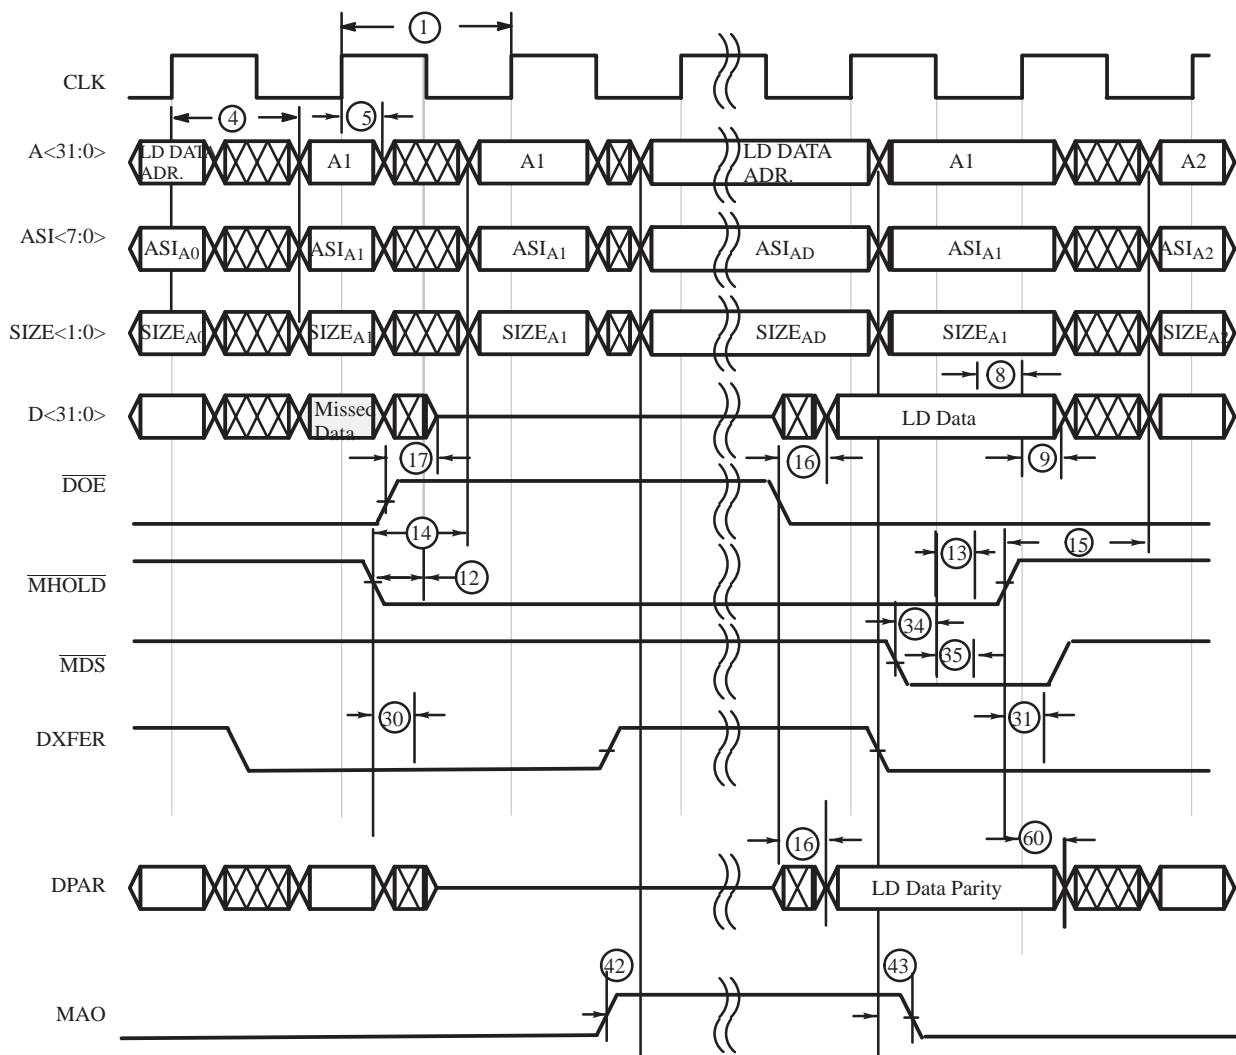 1
CLK
4
5
A<31:0>
LD DATA
ADR.
A1
A1
LD DATA
ADR.
A1
A2
ASI<7:0>
ASIA0
ASIA1
ASIA1
ASIAD
ASIA1
ASIA2
SIZE<1:0>
SIZEA0
SIZEA1
SIZEA1
SIZEAD
SIZEA1
SIZEA2
8
D<31:0>
Missed
Data
LD Data
17
16
9
DOE
14
13
15
MHOLD
12
34
MDS
35
30
31
DXFER
16
60
DPAR
LD Data Parity
42
43
MAO